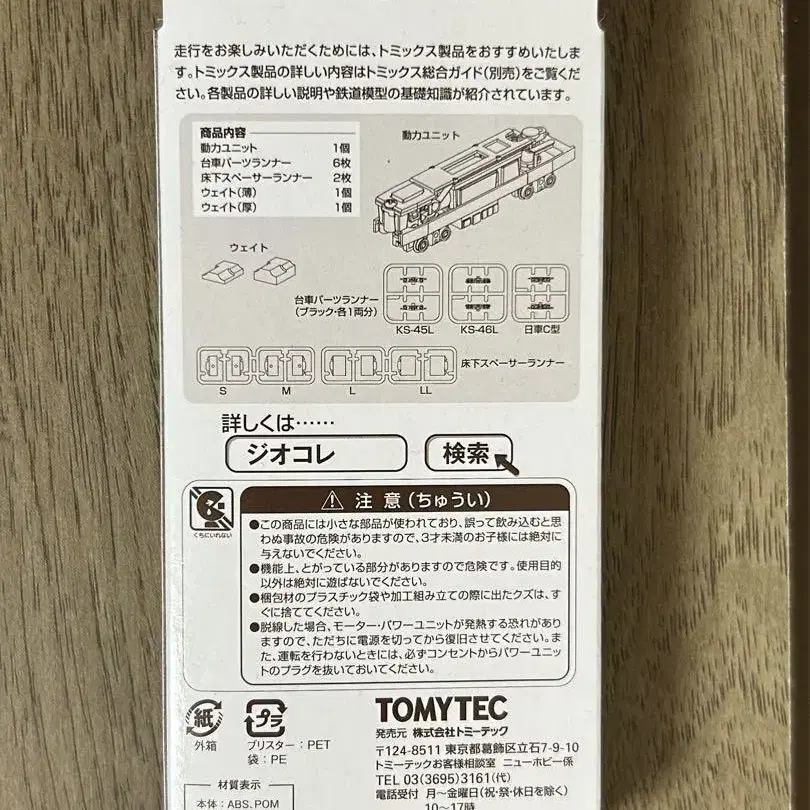 走行をお楽しみいただくためには、トミックス製品をおすすめいたしま
す。トミックス製品の詳しい内容はトミックス総合ガイド(別売)をご覧くだ
さい。各製品の詳しい説明や鉄道模型の基礎知識が紹介されています。
商品内容
動力ユニット 1個
台車パーツランナー 6枚
床下スペーサーランナー 2枚
ウェイト(薄) 1個
ウェイト(厚) 1個
動力ユニット
ウェイト
台車パーツランナー
(ブラック・各1両分)
KS-45L
KS-46L
日車C型
床下スペーサーランナー
S
M
L
LL
詳しくは……
ジオコレ
検索
くちにいれない
⚠ 注意(ちゅうい)
●この商品には小さな部品が使われており、誤って飲み込むと思
わぬ事故の危険がありますので、3才未満のお子様には絶対に
与えないでください。
●機能上、とがっている部分がありますので危険です。使用目的
以外は絶対に遊ばないでください。
●梱包材のプラスチック袋や加工組み立ての際に出たクズは、す
ぐに捨ててください。
●脱線した場合、モーター・パワーユニットが発熱する恐れがあり
ますので、ただちに電源を切ってから復旧させてください。ま
た、運転を行わないときには、必ずコンセントからパワーユニッ
トのプラグを抜いておいてください。
紙
外箱
プラ
ブリスター:PET
袋:PE
材質表示
本体:ABS、POM
TOMYTEC
発売元 株式会社トミーテック
〒124-8511 東京都葛飾区立石7-9-10
トミーテックお客様相談室 ニューホビー係
TEL 03(3695)3161(代)
電話受付 月〜金曜日(祝・祭・休日を除く)
10〜17時